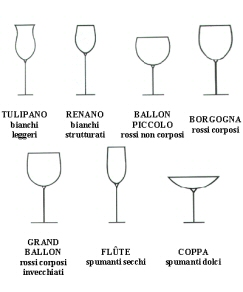 TULIPANO
bianchi
leggeri
RENANO
bianchi
strutturati
BALLON
PICCOLO
rossi non corposi
BORGOGNA
rossi corposi
GRAND
BALLON
rossi corposi
invecchiati
FLÛTE
spumanti secchi
COPPA
spumanti dolci